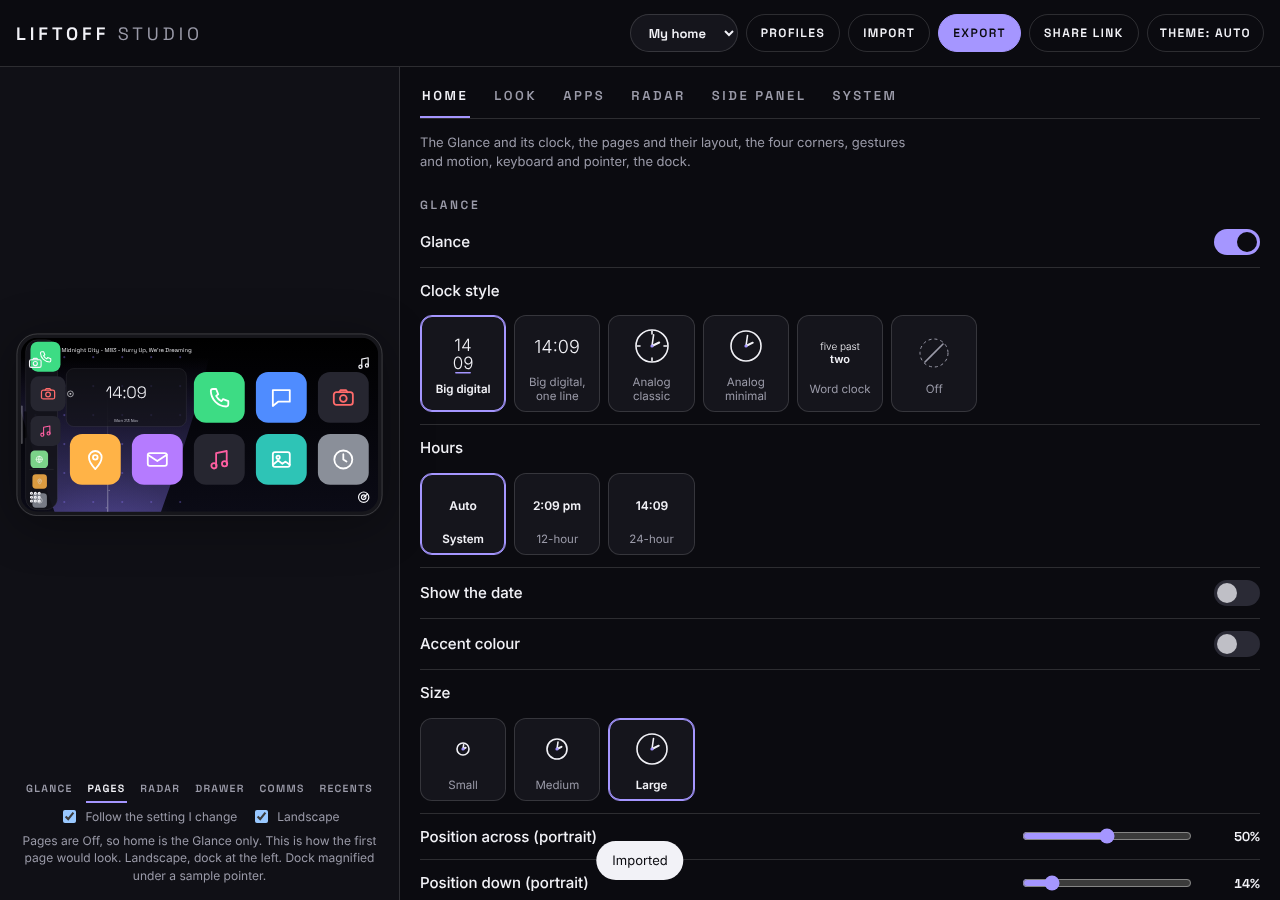 LIFTOFF STUDIO
My home
PROFILES
IMPORT
EXPORT
SHARE LINK
THEME: AUTO
HOME
LOOK
APPS
RADAR
SIDE PANEL
SYSTEM
The Glance and its clock, the pages and their layout, the four corners, gestures
and motion, keyboard and pointer, the dock.
GLANCE
Glance
Clock style
14
09
Big digital
14:09
Big digital,
one line
Analog
classic
Analog
minimal
five past
two
Word clock
Off
Hours
Auto
System
2:09 pm
12-hour
14:09
24-hour
Show the date
Accent colour
Size
Small
Medium
Large
Position across (portrait)
50%
Position down (portrait)
14%
Imported
Midnight City - M83 - Hurry Up, We're Dreaming
14:09
GLANCE
PAGES
RADAR
DRAWER
COMMS
RECENTS
Follow the setting I change
Landscape
Pages are Off, so home is the Glance only. This is how the first
page would look. Landscape, dock at the left. Dock magnified
under a sample pointer.